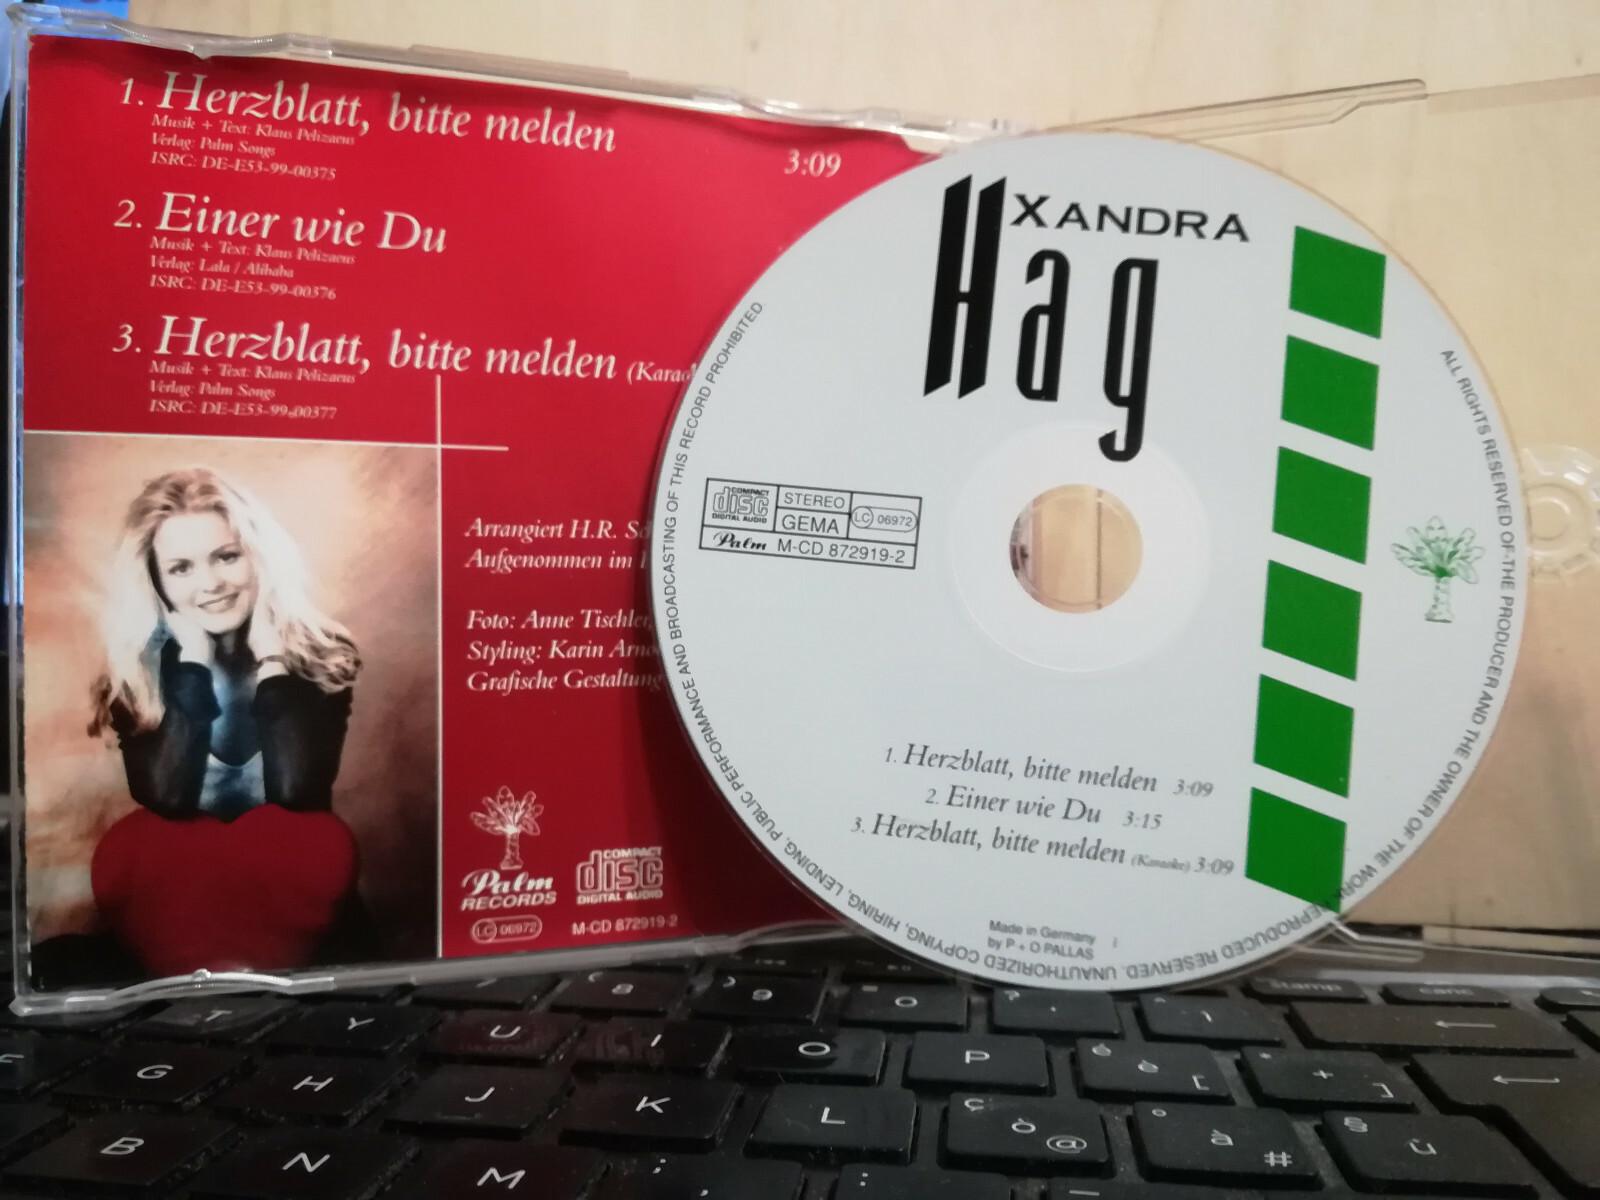 1. Herzblatt, bitte melden
3:09
Musik + Text: Klaus Pelizaeus
Verlag: Palm Songs
ISRC: DE-E53-99-00375
2. Einer wie Du
Musik + Text: Klaus Pelizaeus
Verlag: Lala / Alibaba
ISRC: DE-E53-99-00376
3. Herzblatt, bitte melden
Musik + Text: Klaus Pelizaeus
Verlag: Palm Songs
ISRC: DE-E53-99-00377
Arrangiert H.R.
Aufgenommen im
Foto: Anne
Styling: Karin
Grafische Gestaltung
Palm
RECORDS
LC 06972
COMPACT
disc
DIGITAL AUDIO
M-CD 872919-2
XANDRA
Hag
COMPACT
disc
DIGITAL AUDIO
STEREO
GEMA
LC 06972
Palm M-CD 872919-2
1. Herzblatt, bitte melden 3:09
2. Einer wie Du 3:15
3. Herzblatt, bitte melden (Karaoke) 3:09
Made in Germany
by P + O PALLAS
ALL RIGHTS RESERVED OF THE PRODUCER AND THE OWNER OF THE WORK REPRODUCED RESERVED. UNAUTHORIZED COPYING, HIRING, LENDING, PUBLIC PERFORMANCE AND BROADCASTING OF THIS RECORD PROHIBITED
8 9
Stamp canc
T Y U I O P è é [ + * ]
G H J K L ç ò @ ° à # § ù
B N M ; :